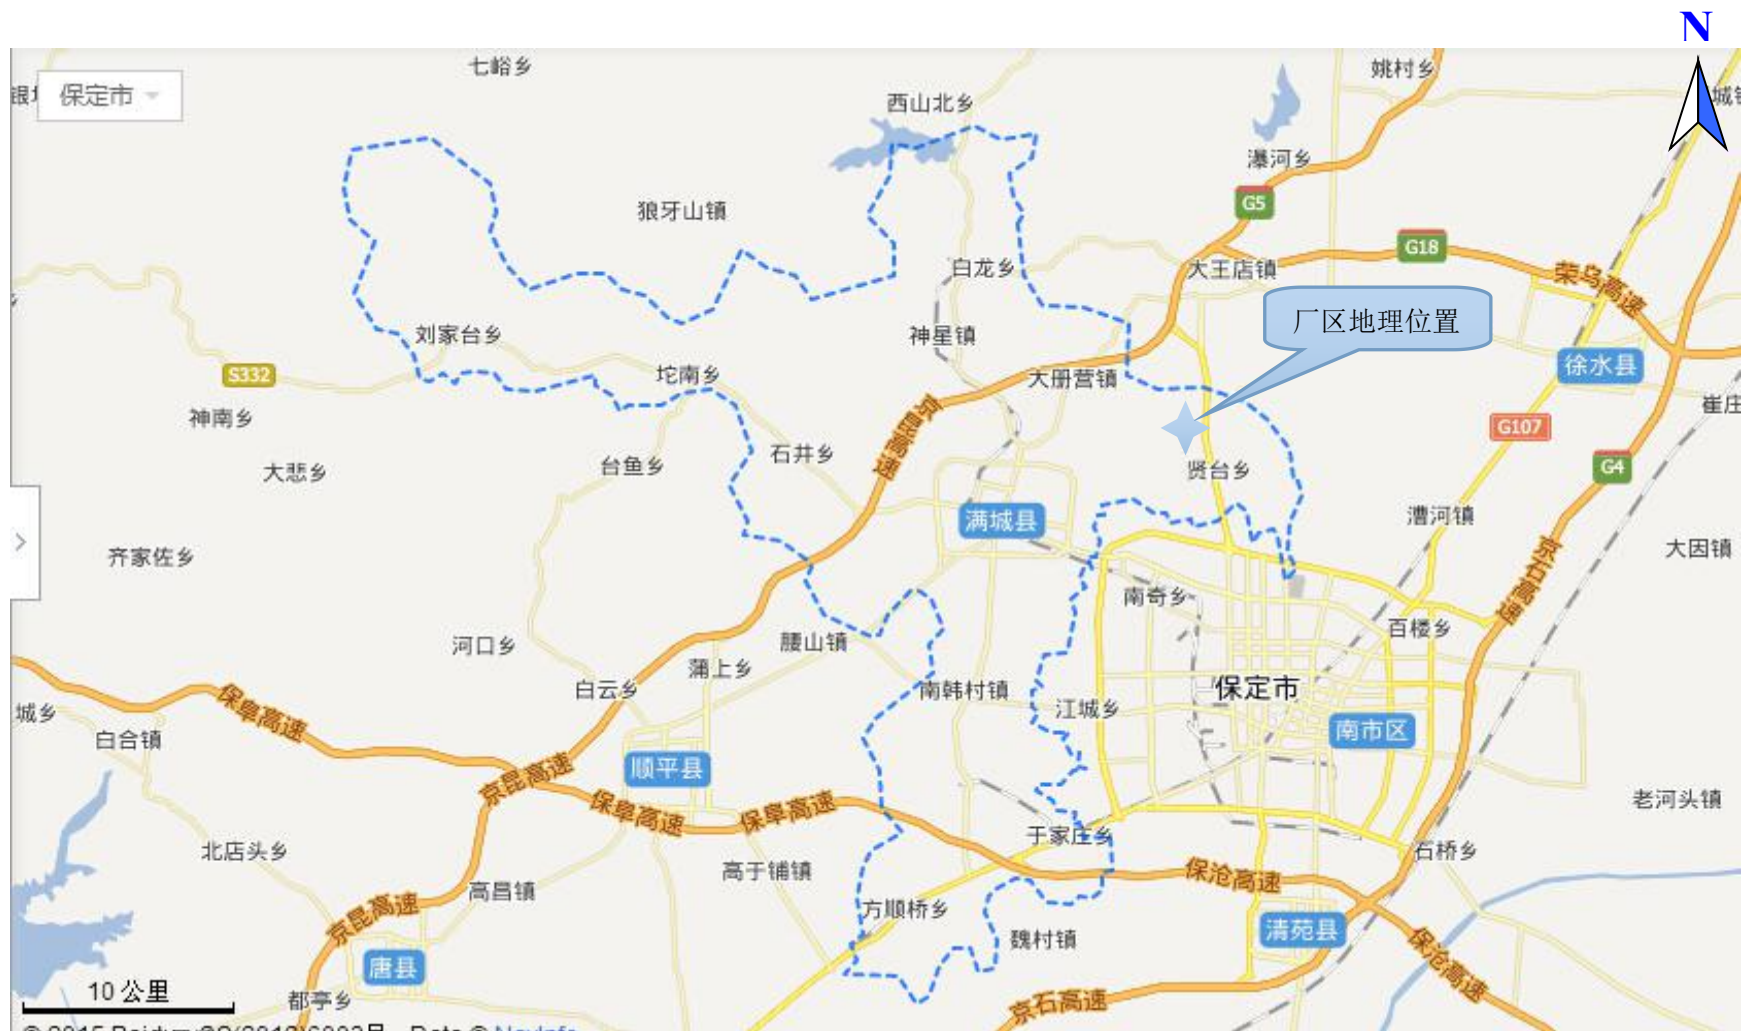 N
七峪乡
姚村乡
保定市
西山北乡
瀑河乡
狼牙山镇
G5
G18
白龙乡
大王店镇
荣乌高速
厂区地理位置
刘家台乡
神星镇
徐水县
S332
坨南乡
大册营镇
京昆高速
崔庄
神南乡
G107
石井乡
台鱼乡
大悲乡
贤台乡
G4
满城县
漕河镇
大因镇
齐家佐乡
京石高速
南奇乡
百楼乡
河口乡
腰山镇
蒲上乡
白云乡
南韩村镇
保定市
城乡
保阜高速
江城乡
南市区
白合镇
顺平县
京昆高速
保阜高速
保阜高速
老河头镇
于家庄乡
北店头乡
石桥乡
高于铺镇
保沧高速
高昌镇
京昆高速
方顺桥乡
清苑县
魏村镇
保沧高速
唐县
10 公里
都亭乡
京石高速